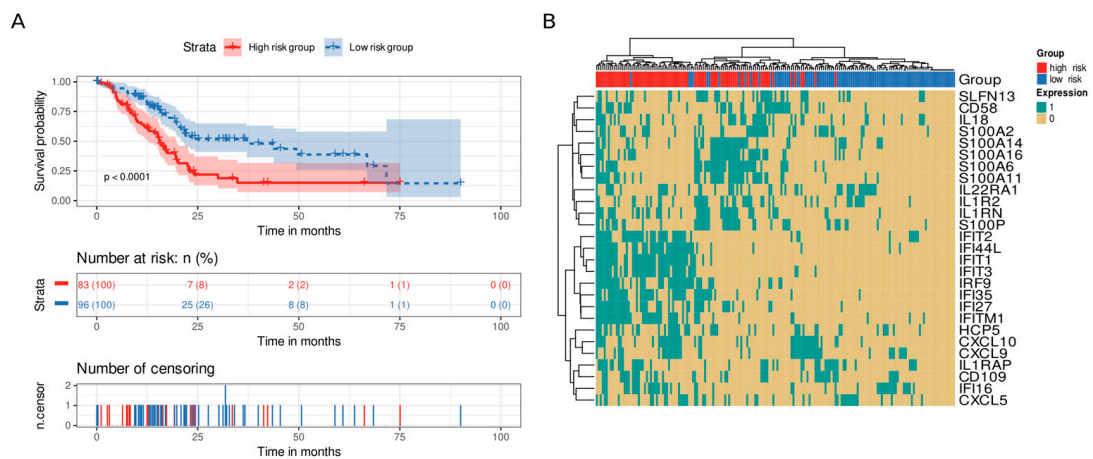 A
Strata High risk group Low risk group
Survival probability
1.00
0.75
0.50
0.25
0.00
p < 0.0001
0 25 50 75 100
Time in months
Number at risk: n (%)
Strata
83 (100) 7 (8) 2 (2) 1 (1) 0 (0)
96 (100) 25 (26) 8 (8) 1 (1) 0 (0)
0 25 50 75 100
Time in months
Number of censoring
n.censor
2
1
0
0 25 50 75 100
Time in months
B
Group
SLFN13
CD58
IL18
S100A2
S100A14
S100A16
S100A6
S100A11
IL22RA1
IL1R2
IL1RN
S100P
IFIT2
IFI44L
IFIT1
IFIT3
IRF9
IFI35
IFI27
IFITM1
HCP5
CXCL10
CXCL9
IL1RAP
CD109
IFI16
CXCL5
Group
high risk
low risk
Expression
1
0